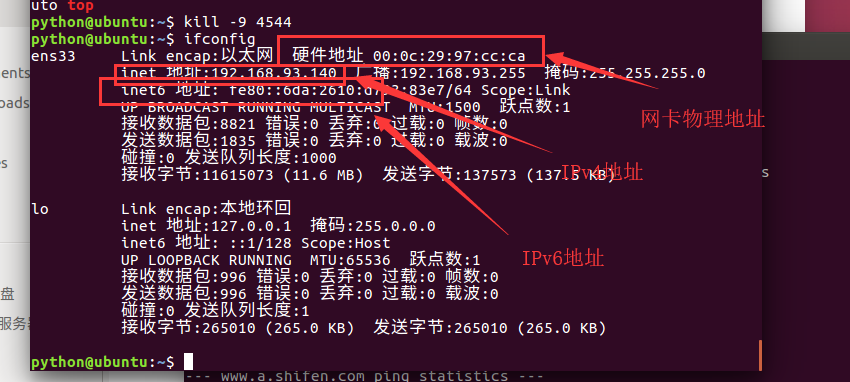 uto top
python@ubuntu:~$ kill -9 4544
python@ubuntu:~$ ifconfig
ens33 Link encap:以太网 硬件地址 00:0c:29:97:cc:ca
inet 地址:192.168.93.140 播:192.168.93.255 掩码:255.255.255.0
inet6 地址: fe80::6da:2610: :83e7/64 Scope:Link
UP BROADCAST RUNNING MULTICAST MTU:1500 跃点数:1
接收数据包:8821 错误:0 丢弃:0 过载:0 帧数:0
发送数据包:1835 错误:0 丢弃:0 过载:0 载波:0
碰撞:0 发送队列长度:1000
接收字节:11615073 (11.6 MB) 发送字节:137573 (137.5 KB)
网卡物理地址
IPv4地址
IPv6地址
lo Link encap:本地环回
inet 地址:127.0.0.1 掩码:255.0.0.0
inet6 地址: ::1/128 Scope:Host
UP LOOPBACK RUNNING MTU:65536 跃点数:1
接收数据包:996 错误:0 丢弃:0 过载:0 帧数:0
发送数据包:996 错误:0 丢弃:0 过载:0 载波:0
碰撞:0 发送队列长度:1
接收字节:265010 (265.0 KB) 发送字节:265010 (265.0 KB)
python@ubuntu:~$
--- www.a.shifen.com ping statistics ---
ments
oads
es
盘
服务器
s